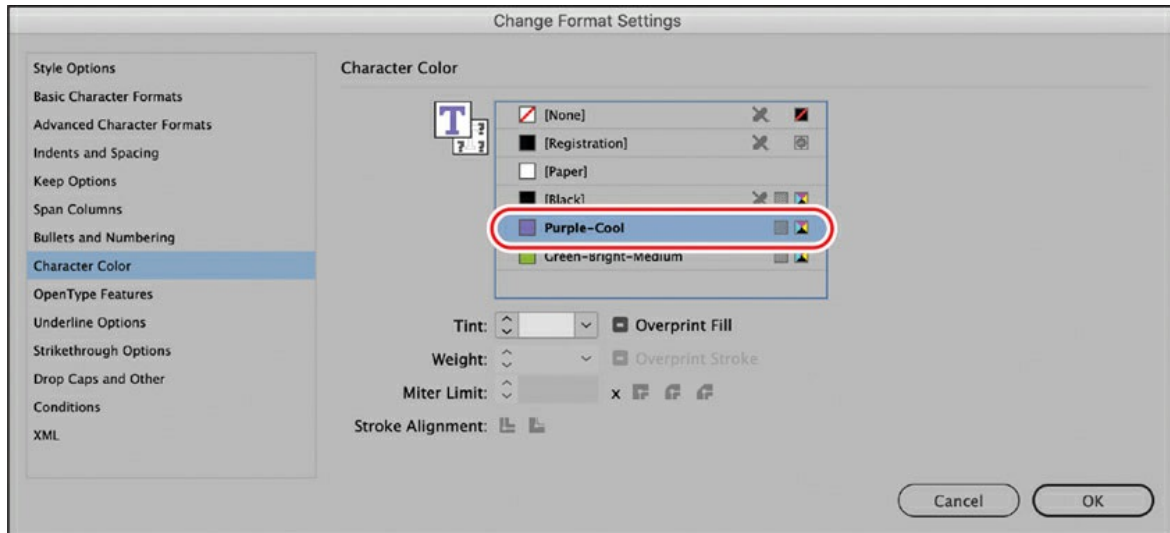 Change Format Settings
Style Options
Basic Character Formats
Advanced Character Formats
Indents and Spacing
Keep Options
Span Columns
Bullets and Numbering
Character Color
OpenType Features
Underline Options
Strikethrough Options
Drop Caps and Other
Conditions
XML
Character Color
T
? ? ?
[None]
[Registration]
[Paper]
[Black]
Purple-Cool
Green-Bright-Medium
Tint: Overprint Fill
Weight: Overprint Stroke
Miter Limit: x
Stroke Alignment:
Cancel OK